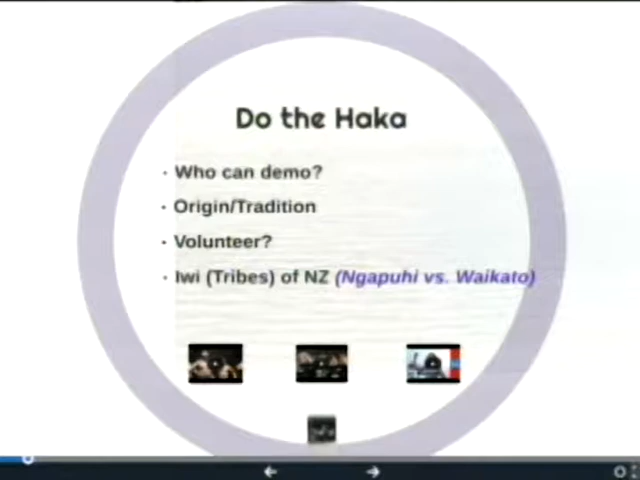 Do the Haka
· Who can demo?
· Origin/Tradition
· Volunteer?
· Iwi (Tribes) of NZ (Ngapuhi vs. Waikato)